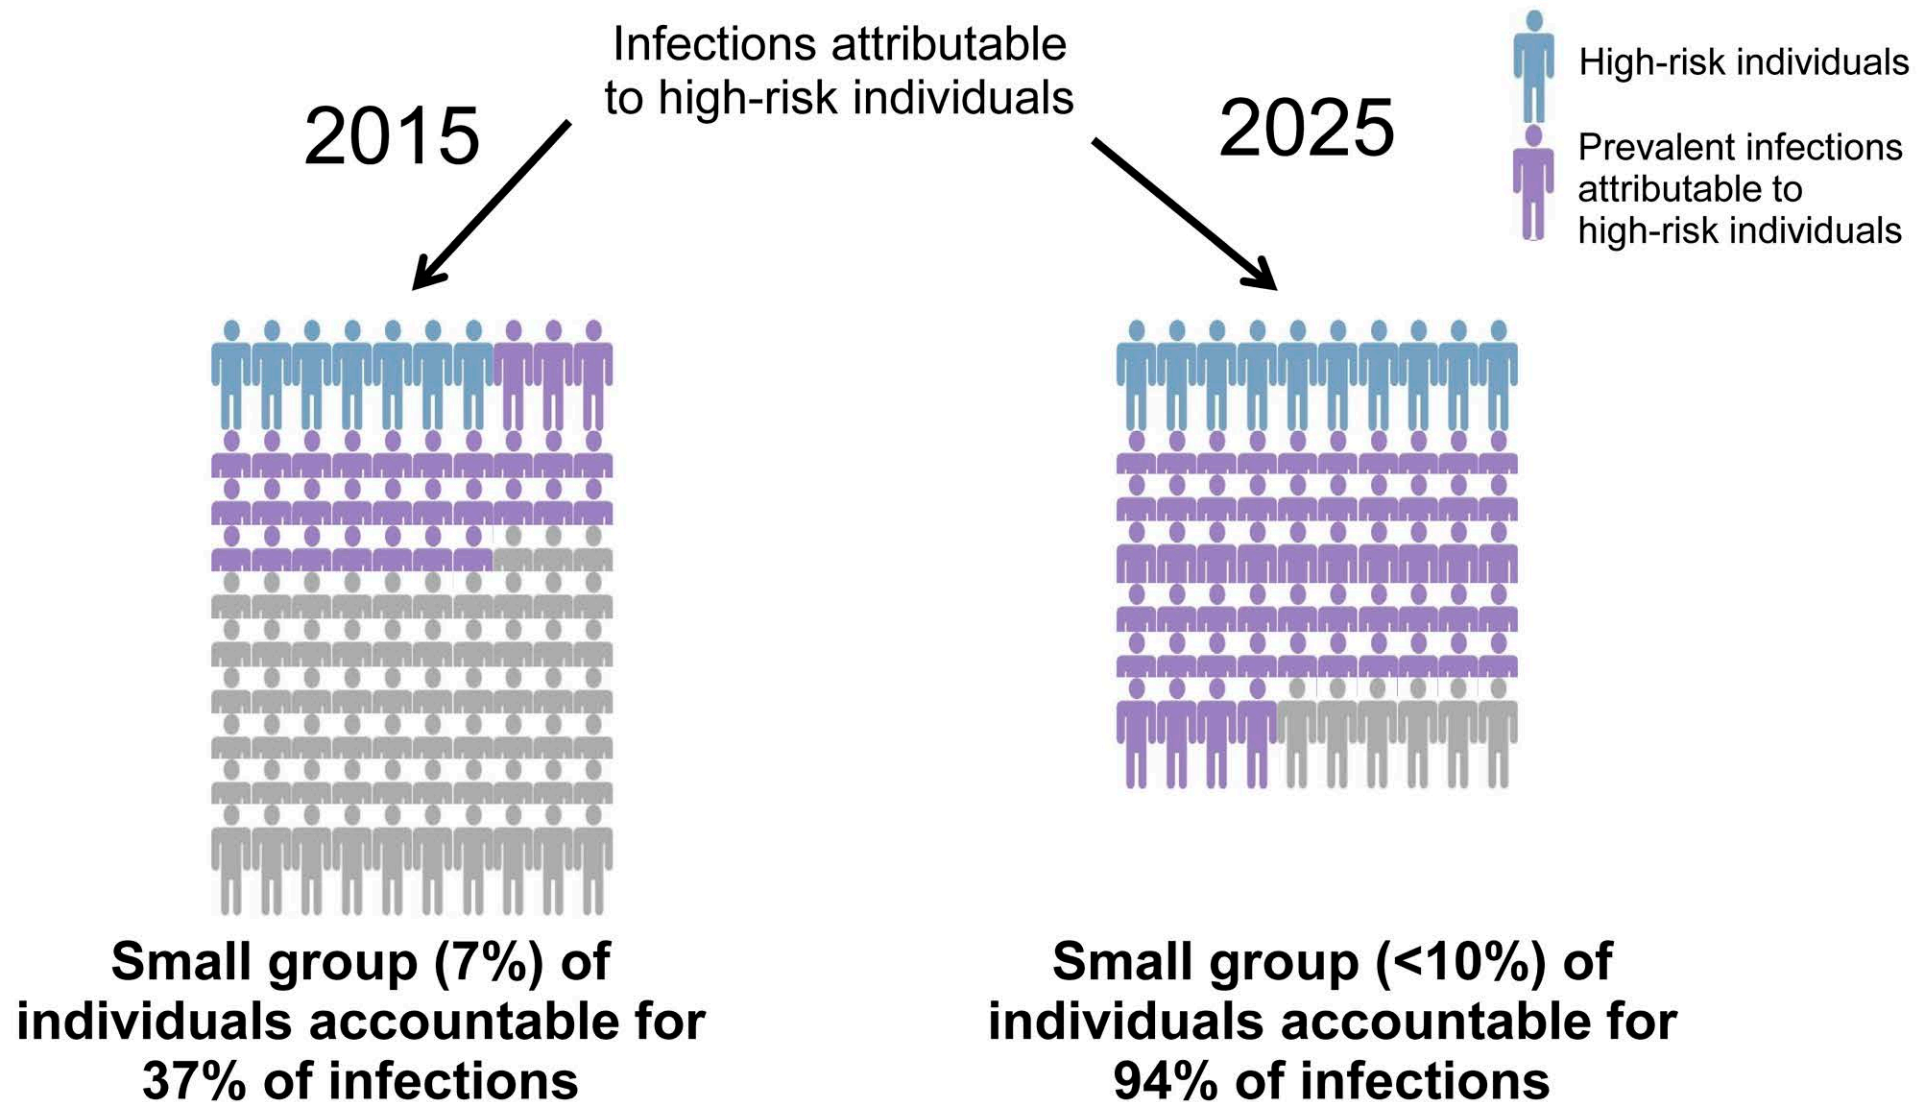 Infections attributable
to high-risk individuals
2015
2025
High-risk individuals
Prevalent infections
attributable to
high-risk individuals
Small group (7%) of
individuals accountable for
37% of infections
Small group (<10%) of
individuals accountable for
94% of infections